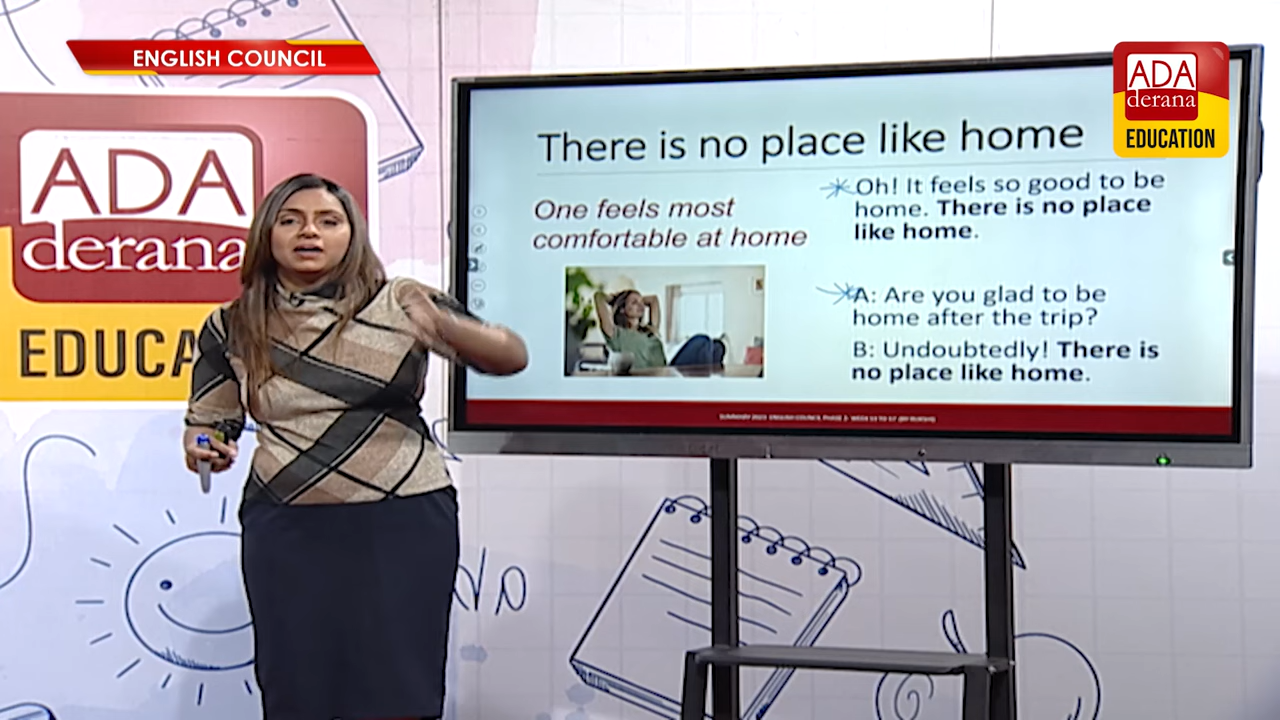 ENGLISH COUNCIL
ADA
derana
EDUCATION
ADA
derana
EDUCA
There is no place like home
One feels most
comfortable at home
Oh! It feels so good to be
home. There is no place
like home.
A: Are you glad to be
home after the trip?
B: Undoubtedly! There is
no place like home.